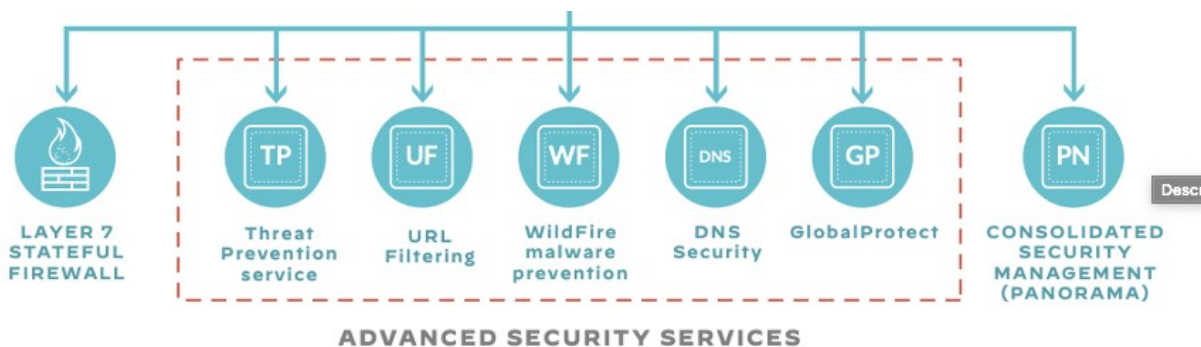 TP
UF
WF
DNS
GP
PN
LAYER 7
STATEFUL
FIREWALL
Threat
Prevention
service
URL
Filtering
WildFire
malware
prevention
DNS
Security
GlobalProtect
CONSOLIDATED
SECURITY
MANAGEMENT
(PANORAMA)
Descr
ADVANCED SECURITY SERVICES